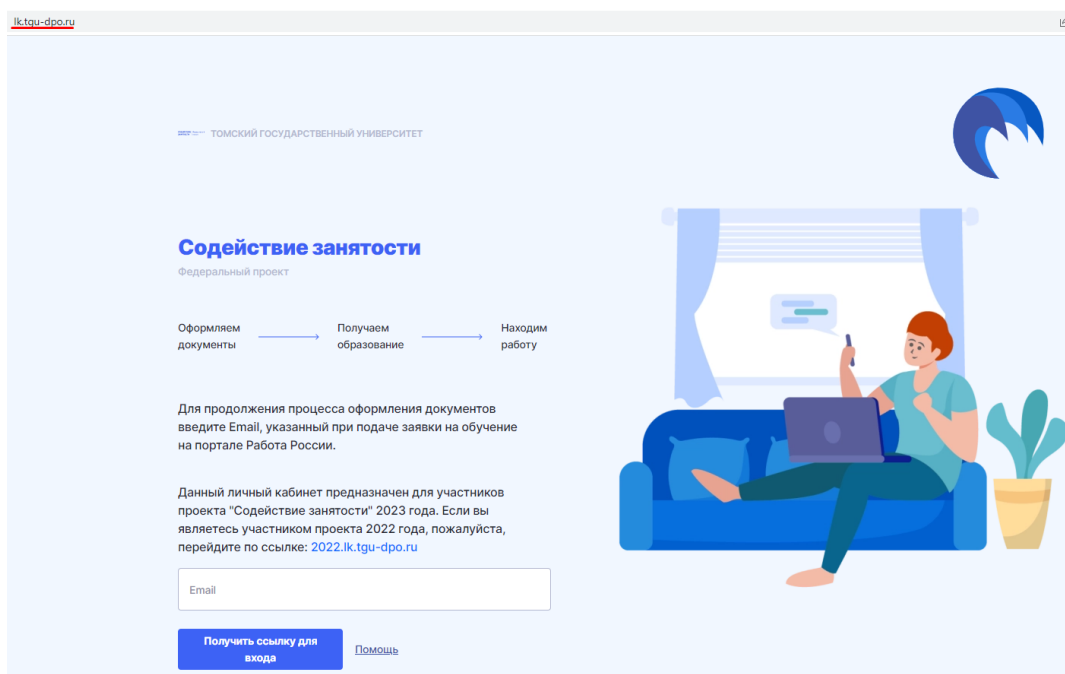 lk.tgu-dpo.ru
ТОМСКИЙ ГОСУДАРСТВЕННЫЙ УНИВЕРСИТЕТ
Содействие занятости
Федеральный проект
Оформляем документы
Получаем образование
Находим работу
Для продолжения процесса оформления документов
введите Email, указанный при подаче заявки на обучение
на портале Работа России.
Данный личный кабинет предназначен для участников
проекта "Содействие занятости" 2023 года. Если вы
являетесь участником проекта 2022 года, пожалуйста,
перейдите по ссылке: 2022.lk.tgu-dpo.ru
Email
Получить ссылку для
входа
Помощь